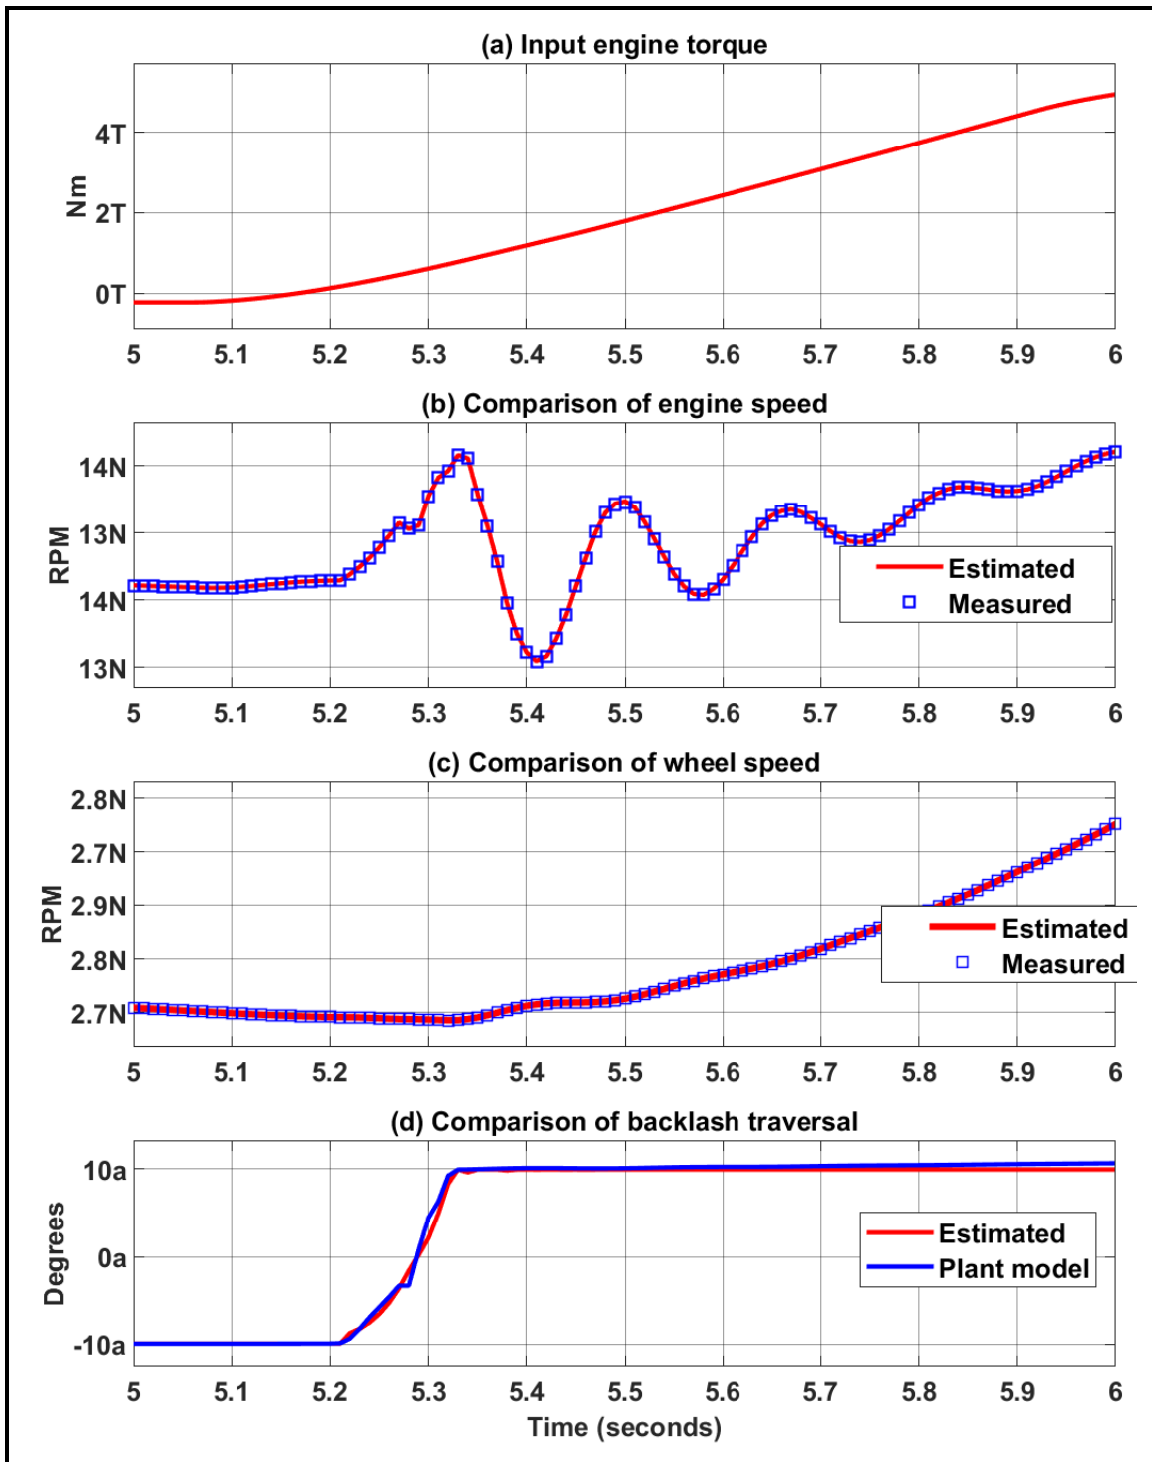 (a) Input engine torque
4T
2T
0T
Nm
5 5.1 5.2 5.3 5.4 5.5 5.6 5.7 5.8 5.9 6
(b) Comparison of engine speed
14N
13N
14N
13N
RPM
Estimated
Measured
5 5.1 5.2 5.3 5.4 5.5 5.6 5.7 5.8 5.9 6
(c) Comparison of wheel speed
2.8N
2.7N
2.9N
2.8N
2.7N
RPM
Estimated
Measured
5 5.1 5.2 5.3 5.4 5.5 5.6 5.7 5.8 5.9 6
(d) Comparison of backlash traversal
10a
0a
-10a
Degrees
Estimated
Plant model
5 5.1 5.2 5.3 5.4 5.5 5.6 5.7 5.8 5.9 6
Time (seconds)